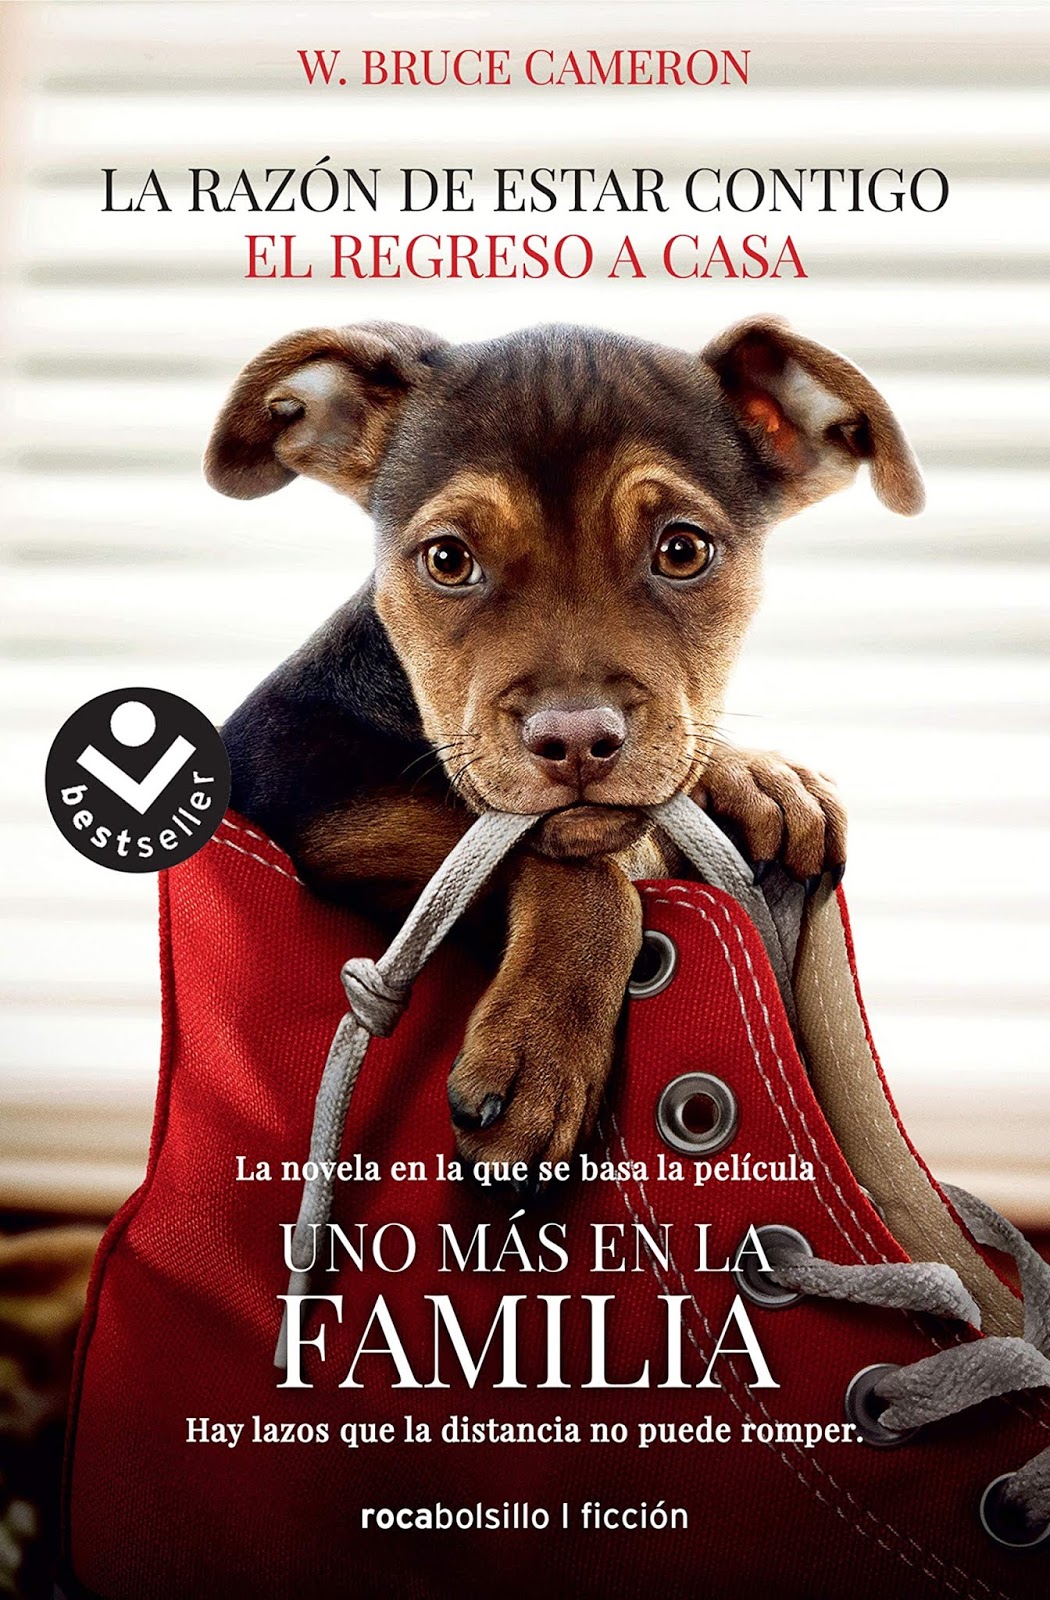 W. BRUCE CAMERON
LA RAZÓN DE ESTAR CONTIGO
EL REGRESO A CASA
bestseller
La novela en la que se basa la película
UNO MÁS EN LA
FAMILIA
Hay lazos que la distancia no puede romper.
rocabolsillo | ficción